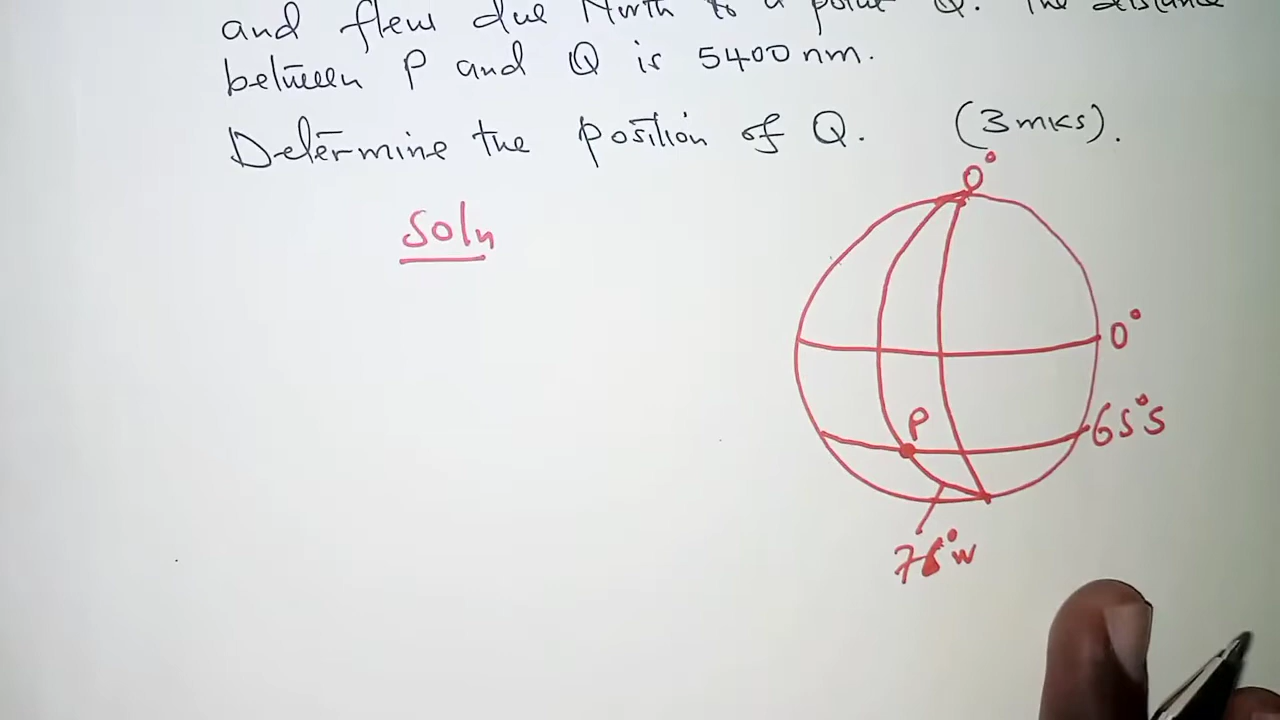 and flew due North to a point Q. The distance
between P and Q is 5400 nm.
Determine the position of Q. (3mks).
Soln
0°
0°
P
65°S
°W